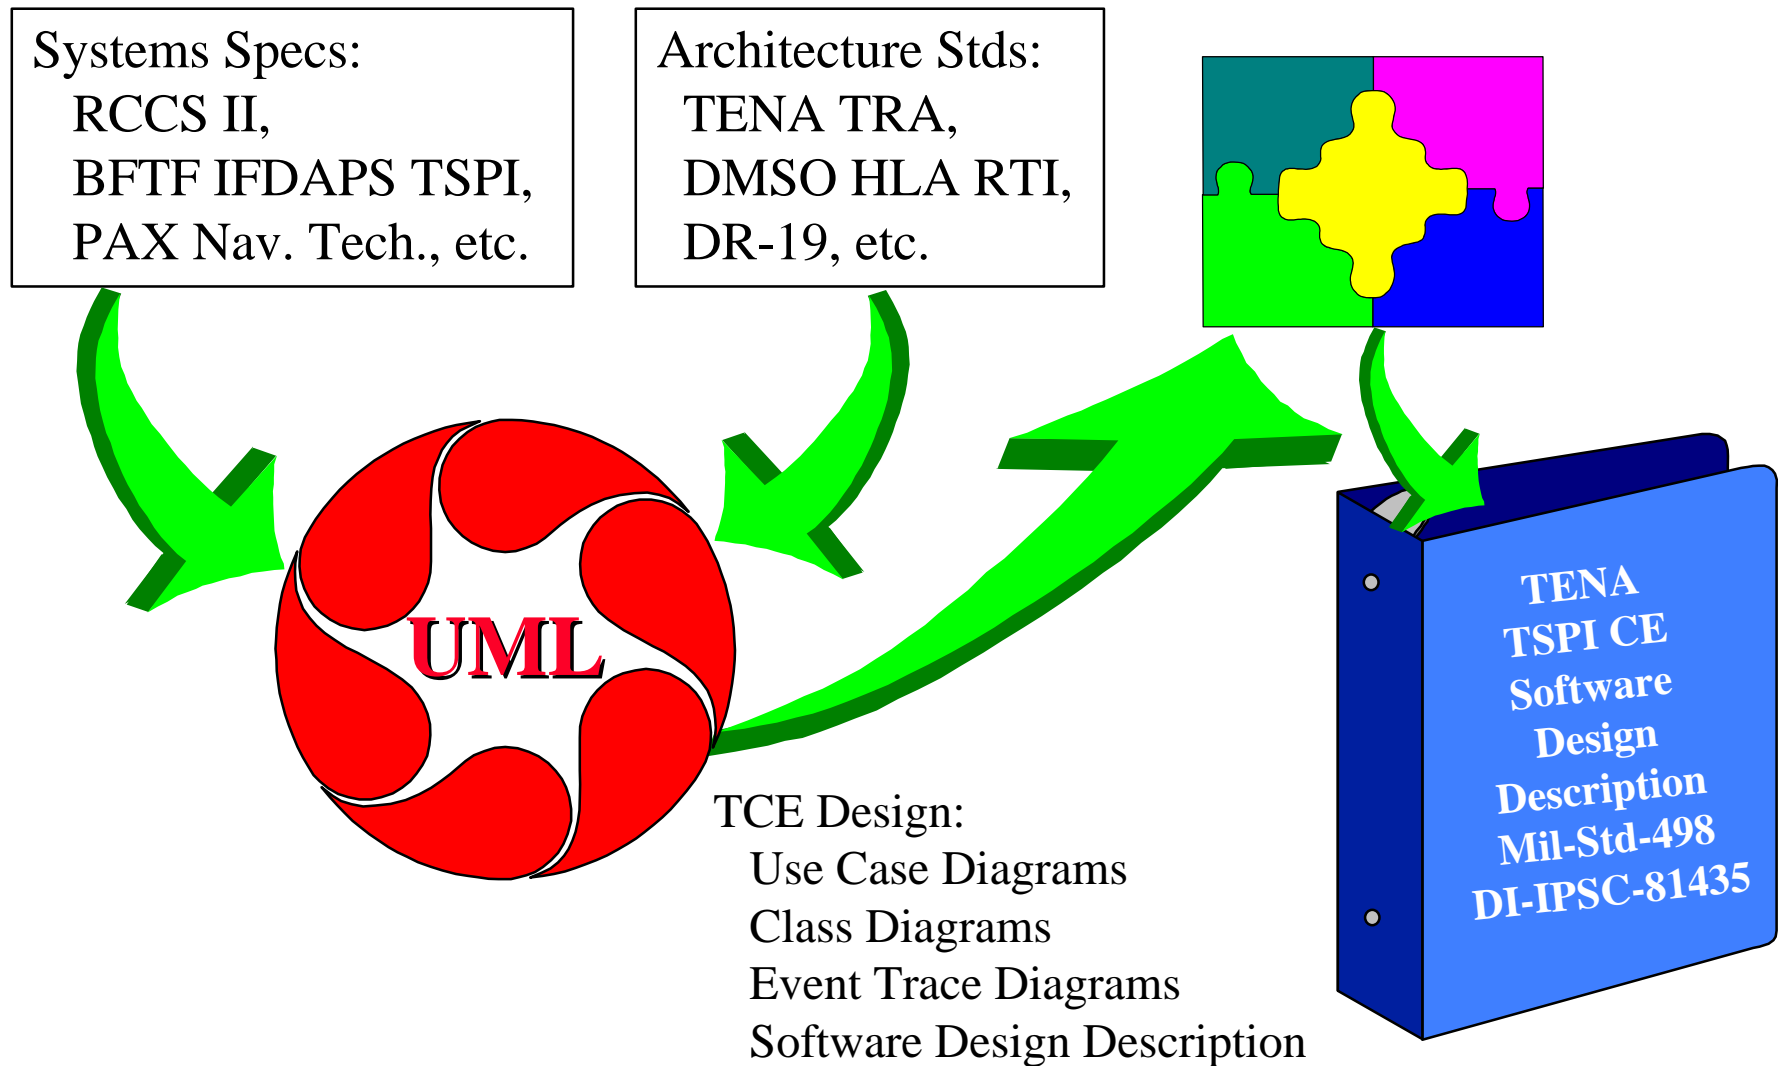 Systems Specs:
RCCS II,
BFTF IFDAPS TSPI,
PAX Nav. Tech., etc.
Architecture Stds:
TENA TRA,
DMSO HLA RTI,
DR-19, etc.
UML
TCE Design:
Use Case Diagrams
Class Diagrams
Event Trace Diagrams
Software Design Description
TENA
TSPI CE
Software
Design
Description
Mil-Std-498
DI-IPSC-81435